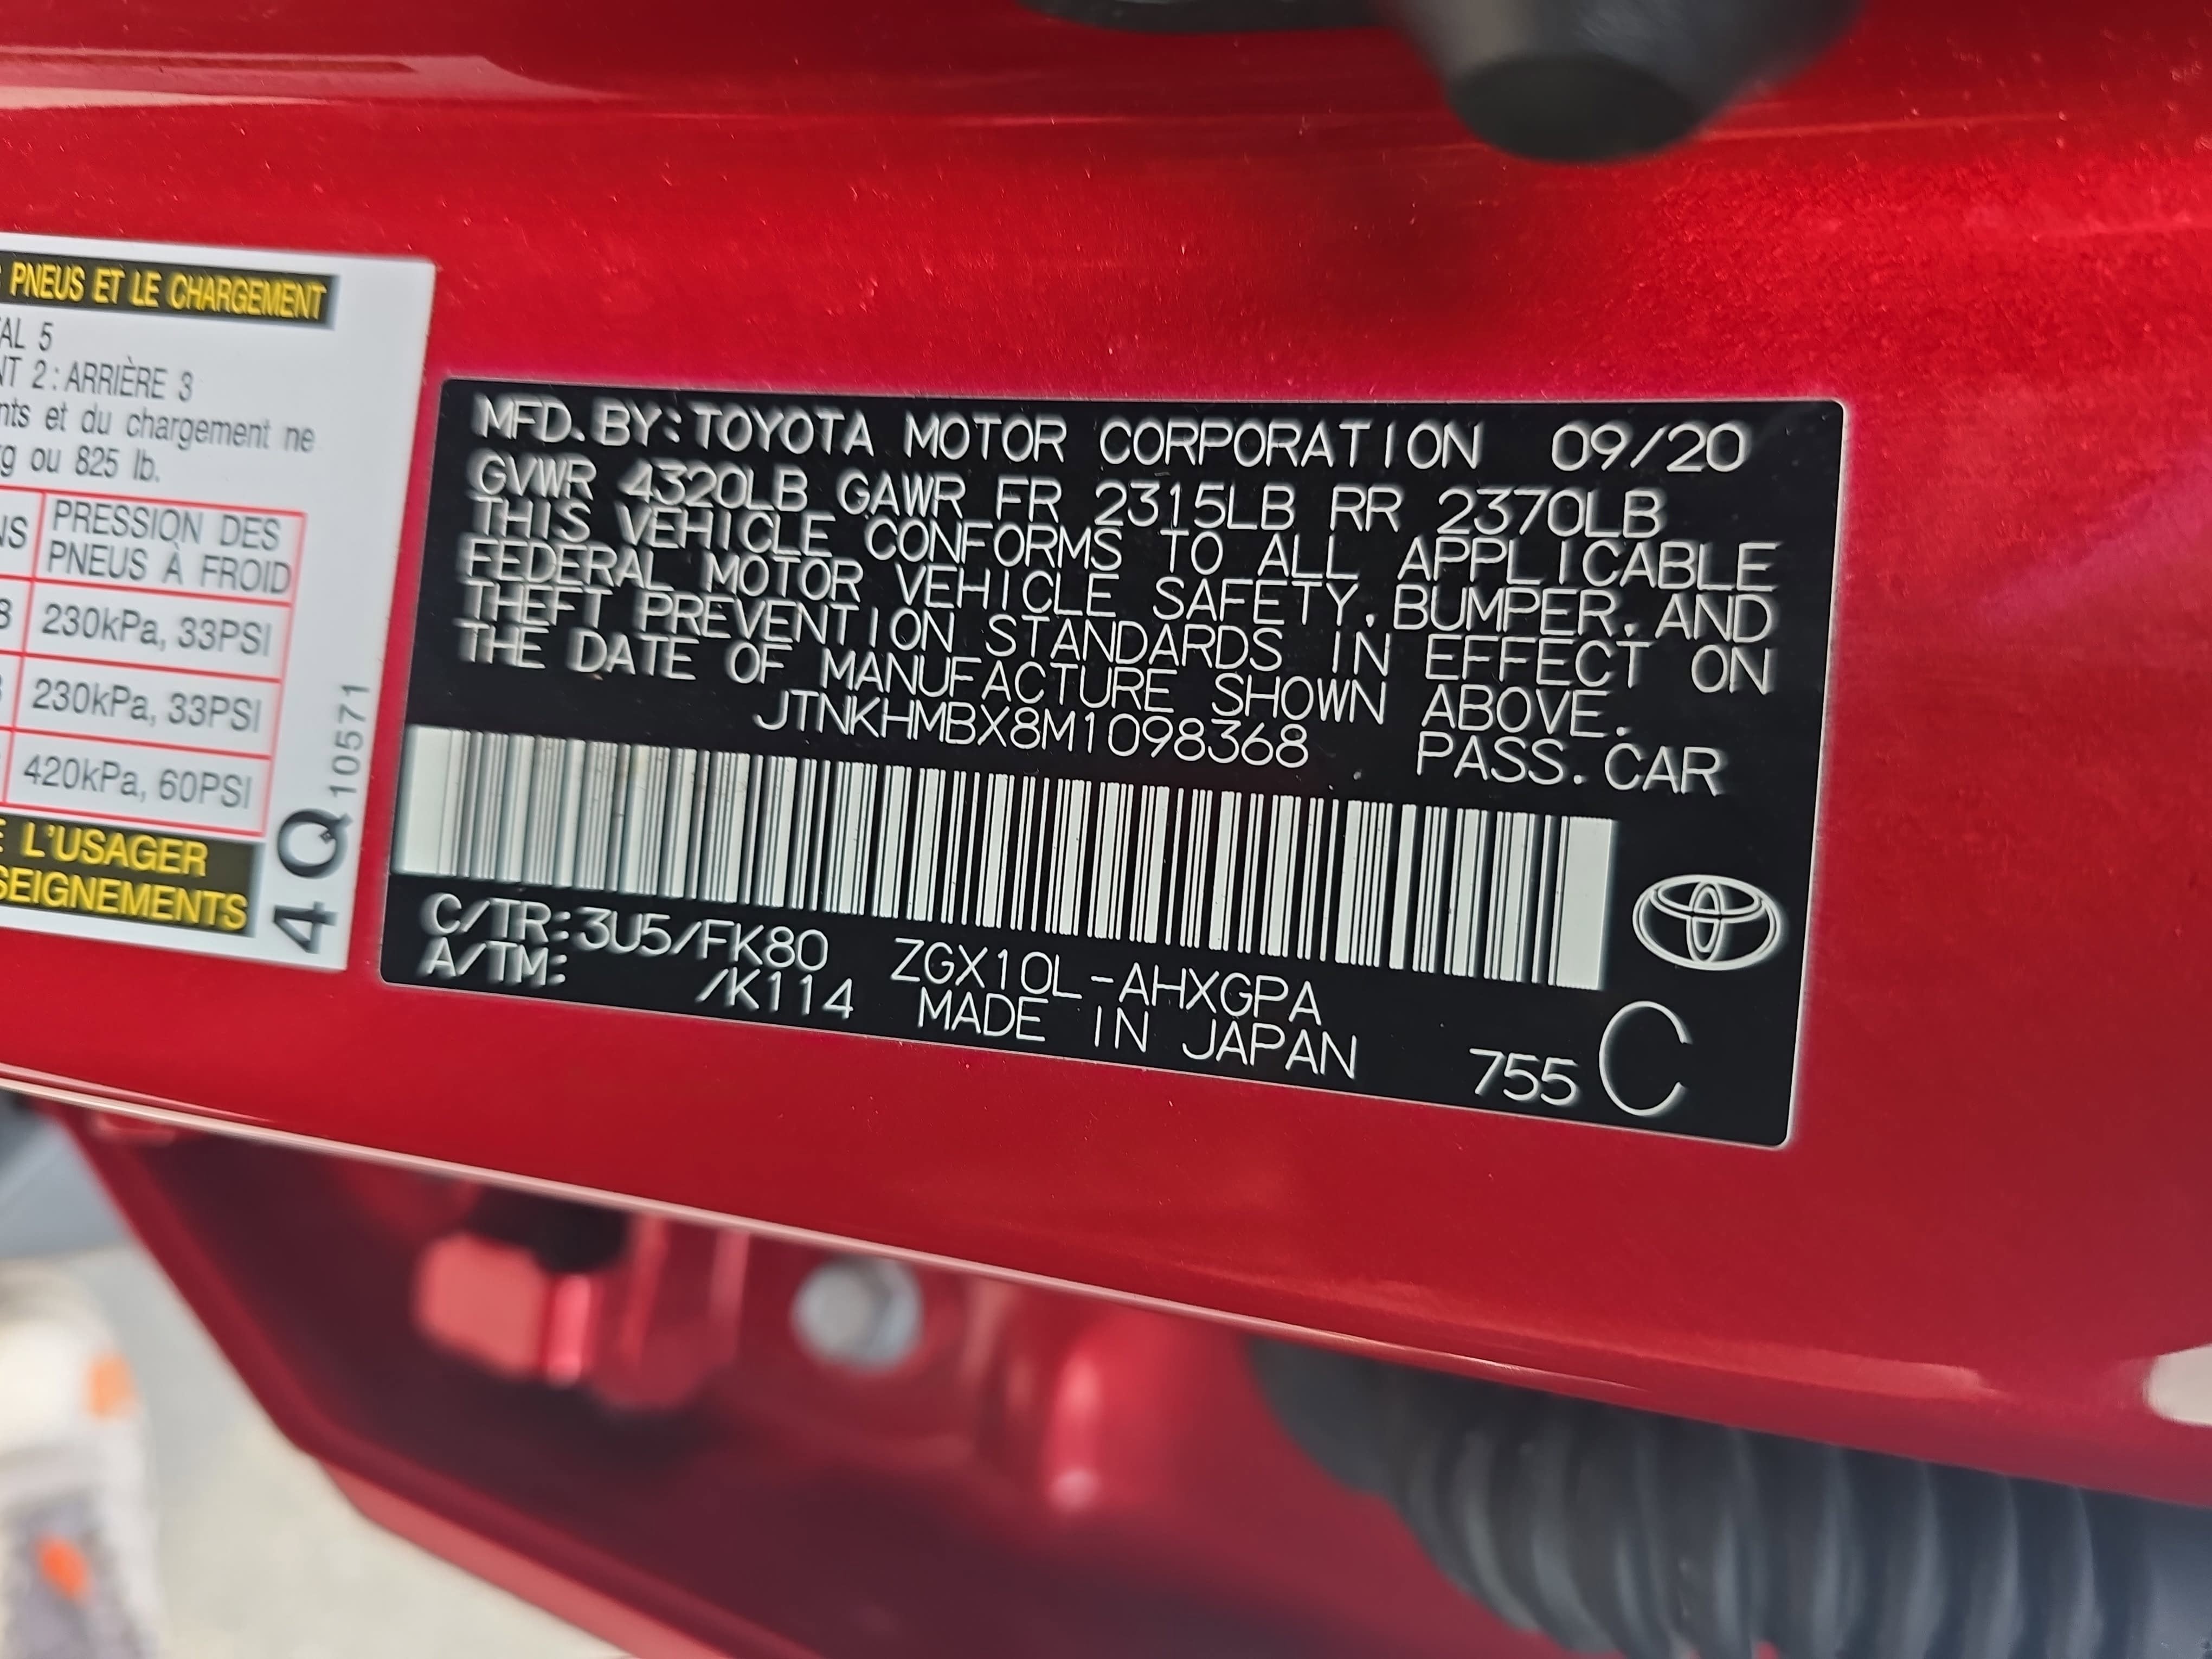 PNEUS ET LE CHARGEMENT
AL 5
NT 2 : ARRIÈRE 3
nts et du chargement ne
g ou 825 lb.
NS PRESSION DES
PNEUS À FROID
230kPa, 33PSI
230kPa, 33PSI
420kPa, 60PSI
L'USAGER
SEIGNEMENTS
4Q 10571
MFD.BY:TOYOTA MOTOR CORPORATION 09/20
GVWR 4320LB GAWR FR 2315LB RR 2370LB
THIS VEHICLE CONFORMS TO ALL APPLICABLE
FEDERAL MOTOR VEHICLE SAFETY,BUMPER,AND
THEFT PREVENTION STANDARDS IN EFFECT ON
THE DATE OF MANUFACTURE SHOWN ABOVE.
JTNKHMBX8M1098368 PASS.CAR
C/TR:3U5/FK80 ZGX10L-AHXGPA
A/TM: /K114 MADE IN JAPAN 755 C